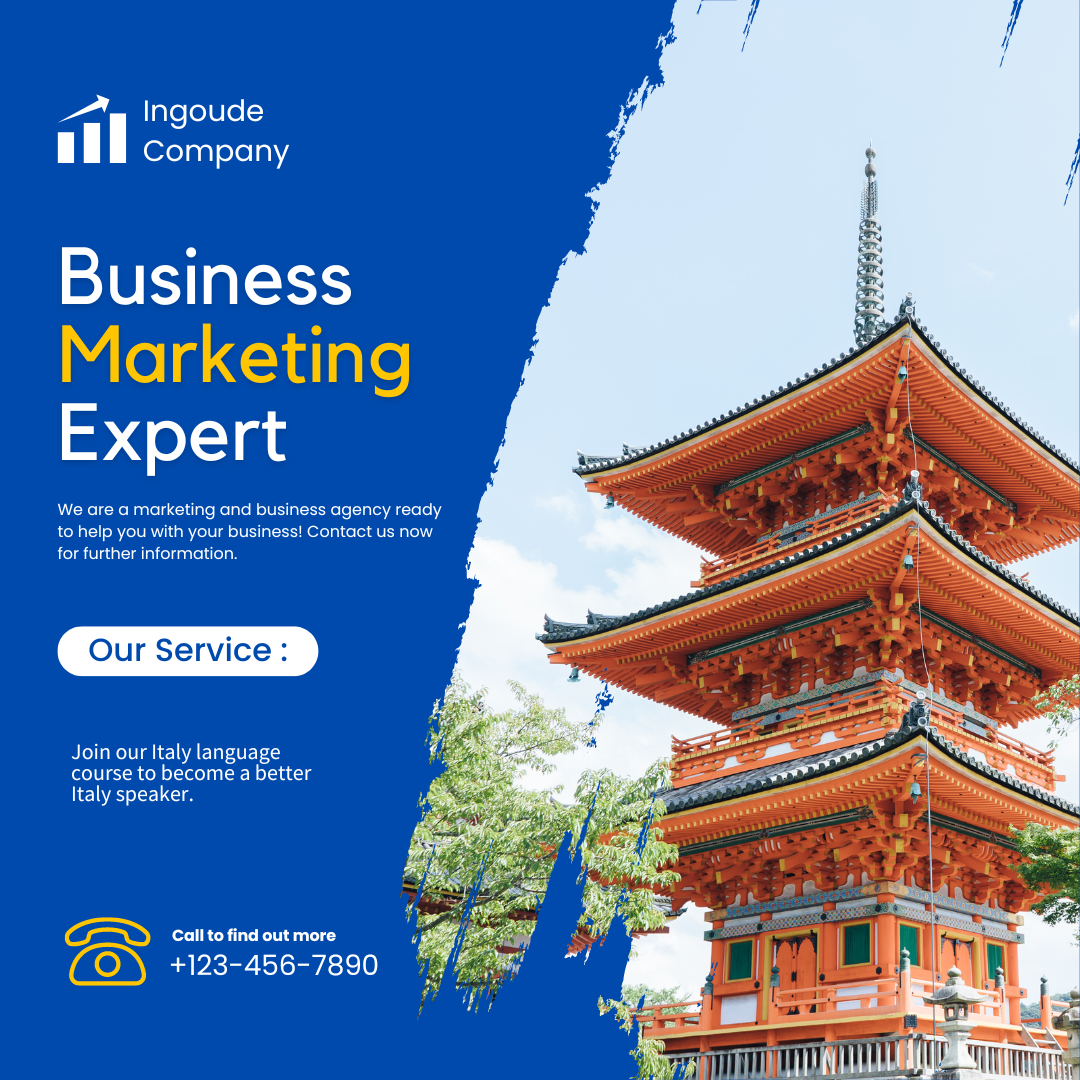 Ingoude
Company
Business
Marketing
Expert
We are a marketing and business agency ready
to help you with your business! Contact us now
for further information.
Our Service :
Join our Italy language
course to become a better
Italy speaker.
Call to find out more
+123-456-7890